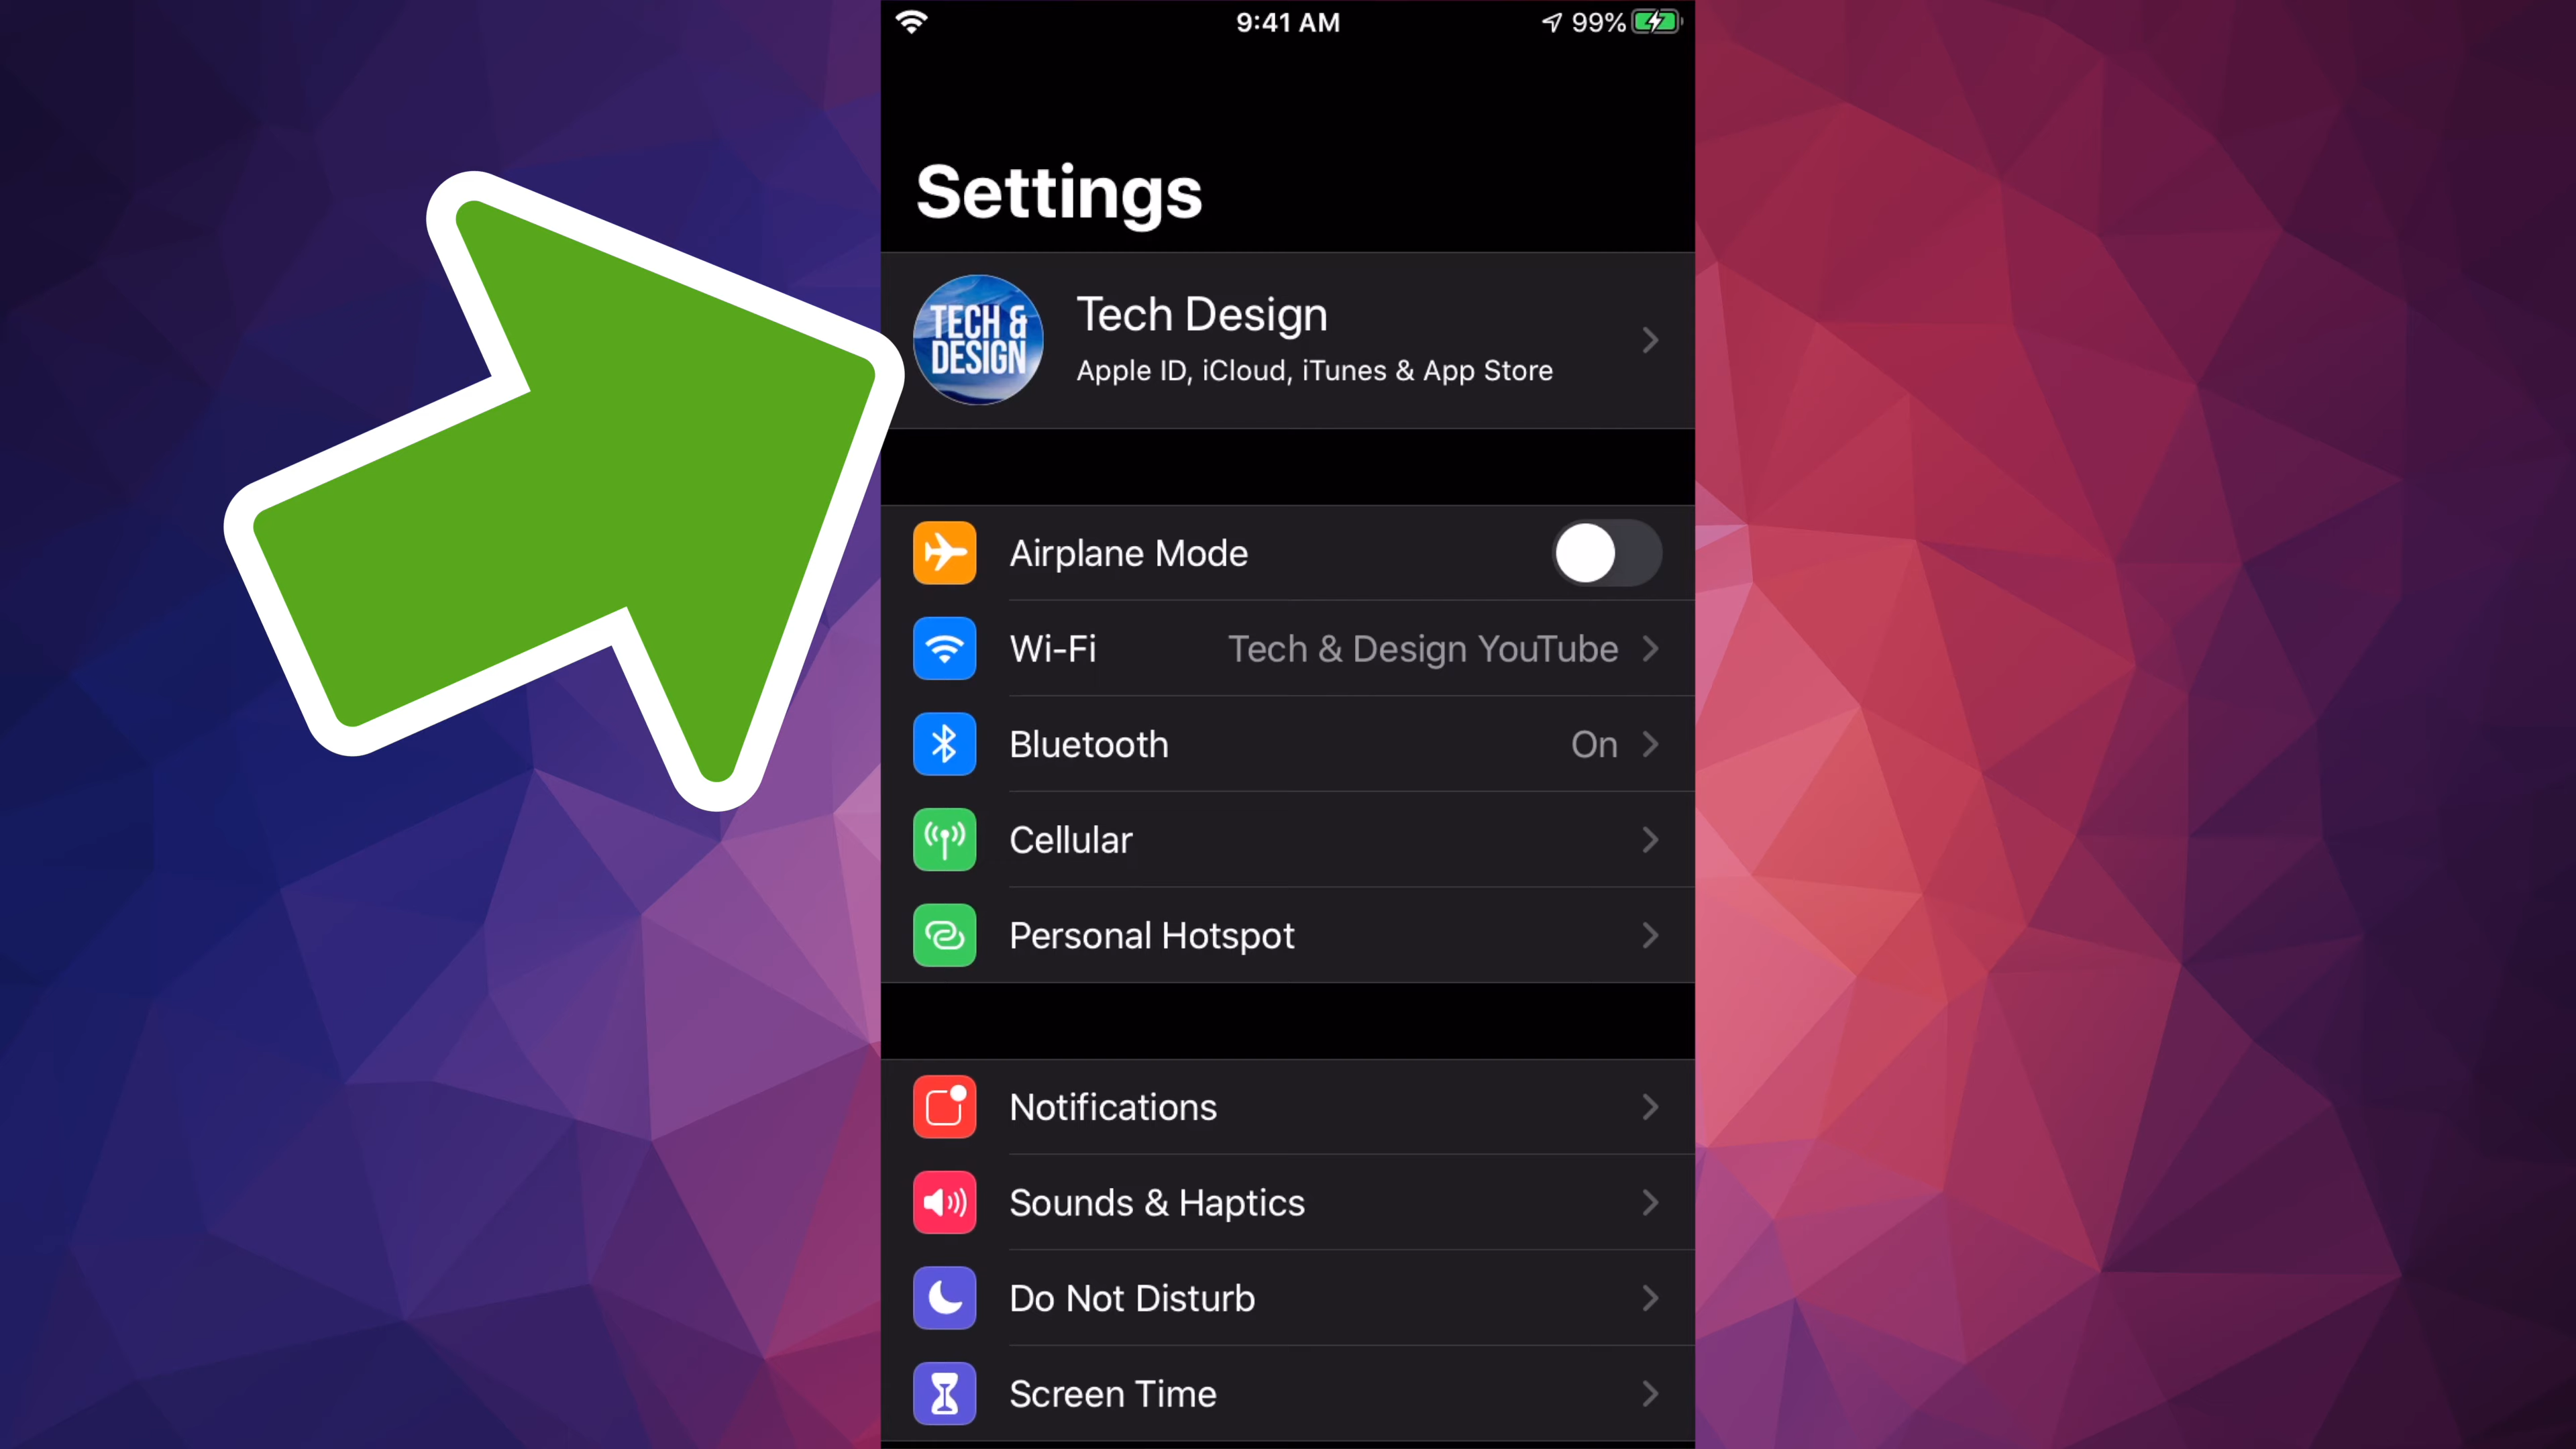 9:41 AM
99%
Settings
TECH &
DESIGN
Tech Design
Apple ID, iCloud, iTunes & App Store
Airplane Mode
Wi-Fi Tech & Design YouTube
Bluetooth On
Cellular
Personal Hotspot
Notifications
Sounds & Haptics
Do Not Disturb
Screen Time